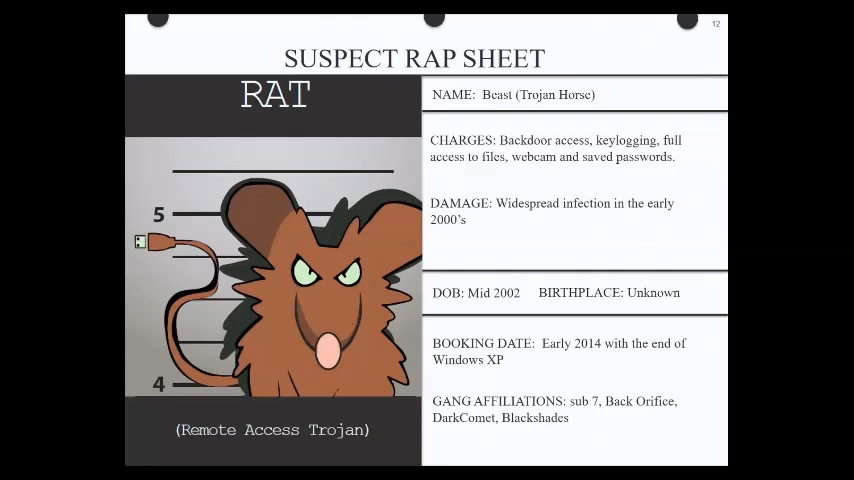 12
SUSPECT RAP SHEET
RAT
NAME: Beast (Trojan Horse)
CHARGES: Backdoor access, keylogging, full
access to files, webcam and saved passwords.
5
DAMAGE: Widespread infection in the early
2000’s
DOB: Mid 2002 BIRTHPLACE: Unknown
BOOKING DATE: Early 2014 with the end of
Windows XP
4
GANG AFFILIATIONS: sub 7, Back Orifice,
DarkComet, Blackshades
(Remote Access Trojan)